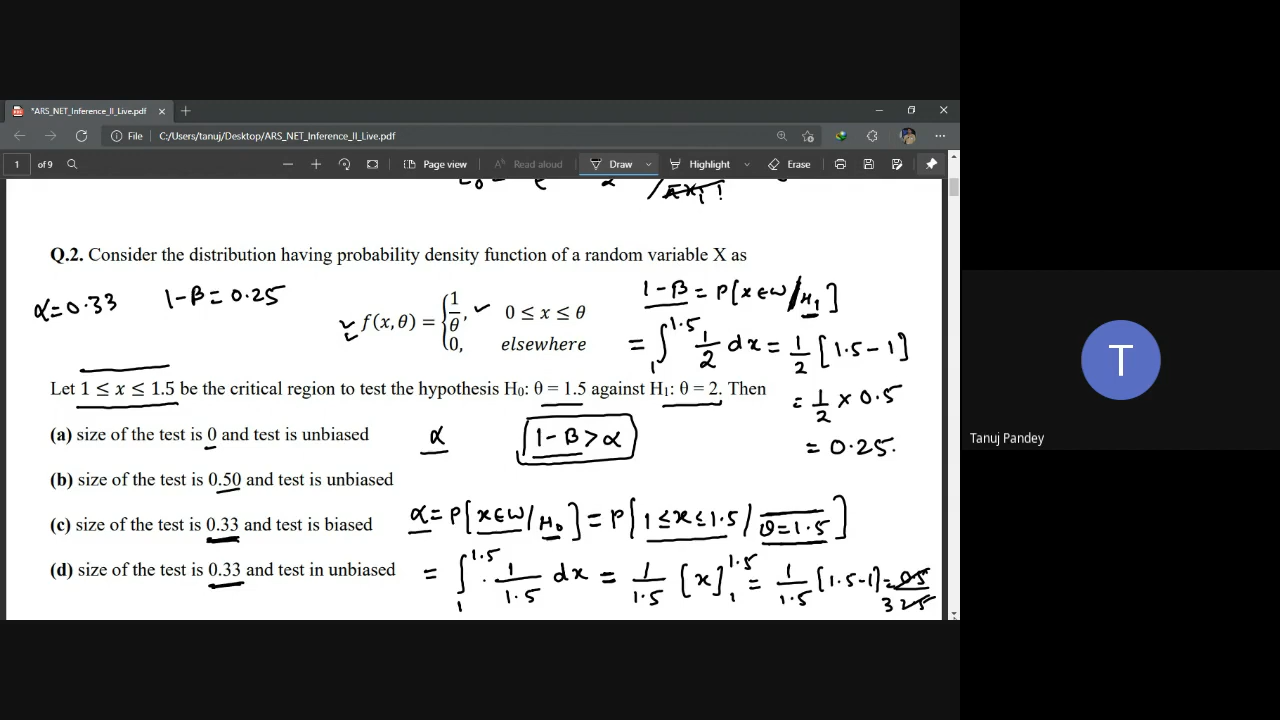 *ARS_NET_Inference_II_Live.pdf
File C:/Users/tanuj/Desktop/ARS_NET_Inference_II_Live.pdf
1 of 9 Page view Read aloud Draw Highlight Erase
Q.2. Consider the distribution having probability density function of a random variable X as
α=0.33 1-β=0.25
f(x,θ) = { 1/θ, 0 ≤ x ≤ θ
0, elsewhere
1-β = P[x∈W/H₁]
= ∫₁^1.5 1/2 dx = 1/2 [1.5-1]
= 1/2 × 0.5
= 0.25.
Let 1 ≤ x ≤ 1.5 be the critical region to test the hypothesis H₀: θ = 1.5 against H₁: θ = 2. Then
(a) size of the test is 0 and test is unbiased
α 1-β > α
(b) size of the test is 0.50 and test is unbiased
(c) size of the test is 0.33 and test is biased
α = P[x∈W/H₀] = P[1≤x≤1.5/θ=1.5]
(d) size of the test is 0.33 and test in unbiased
= ∫₁^1.5 1/1.5 dx = 1/1.5 [x]₁^1.5 = 1/1.5 [1.5-1] =
T
Tanuj Pandey